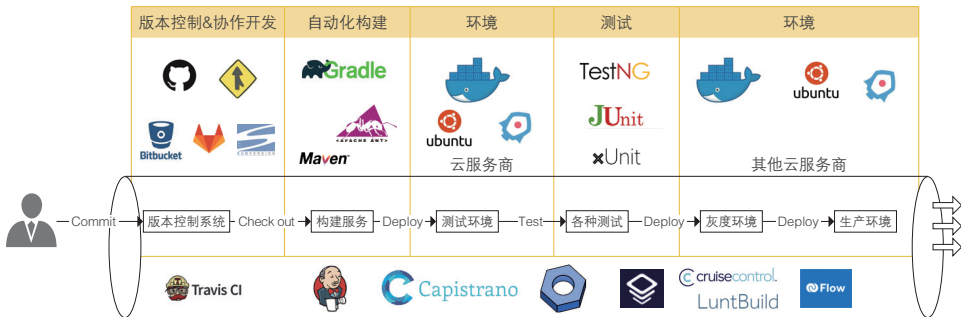 版本控制&协作开发
自动化构建
环境
测试
环境
Gradle
TestNG
ubuntu
Bitbucket
SUBVERSION
<APACHE ANT>
Maven
ubuntu
JUnit
xUnit
云服务商
其他云服务商
Commit
版本控制系统
Check out
构建服务
Deploy
测试环境
Test
各种测试
Deploy
灰度环境
Deploy
生产环境
Travis CI
Capistrano
cruisecontrol.
LuntBuild
Flow